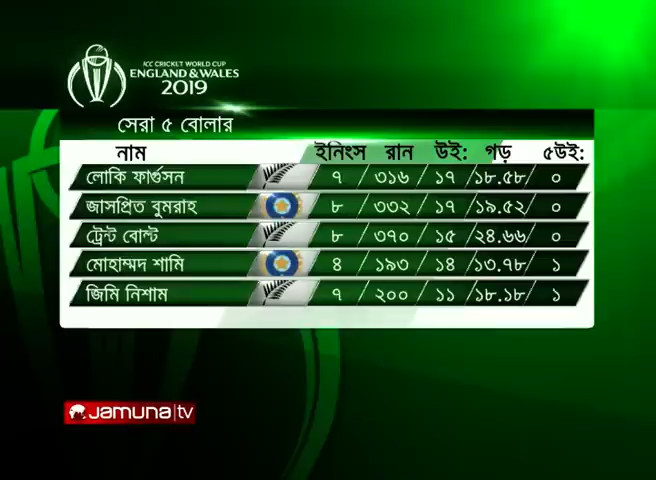 ICC CRICKET WORLD CUP
ENGLAND & WALES
2019
সেরা ৫ বোলার
নাম ইনিংস রান উই: গড় ৫উই:
লোকি ফার্গুসন ৭ ৩১৬ ১৭ ১৮.৫৮ ০
জাসপ্রিত বুমরাহ ৮ ৩৩২ ১৭ ১৯.৫২ ০
ট্রেন্ট বোল্ট ৮ ৩৭০ ১৫ ২৪.৬৬ ০
মোহাম্মদ শামি ৪ ১৯৩ ১৪ ১৩.৭৮ ১
জিমি নিশাম ৭ ২০০ ১১ ১৮.১৮ ১
Jamuna tv